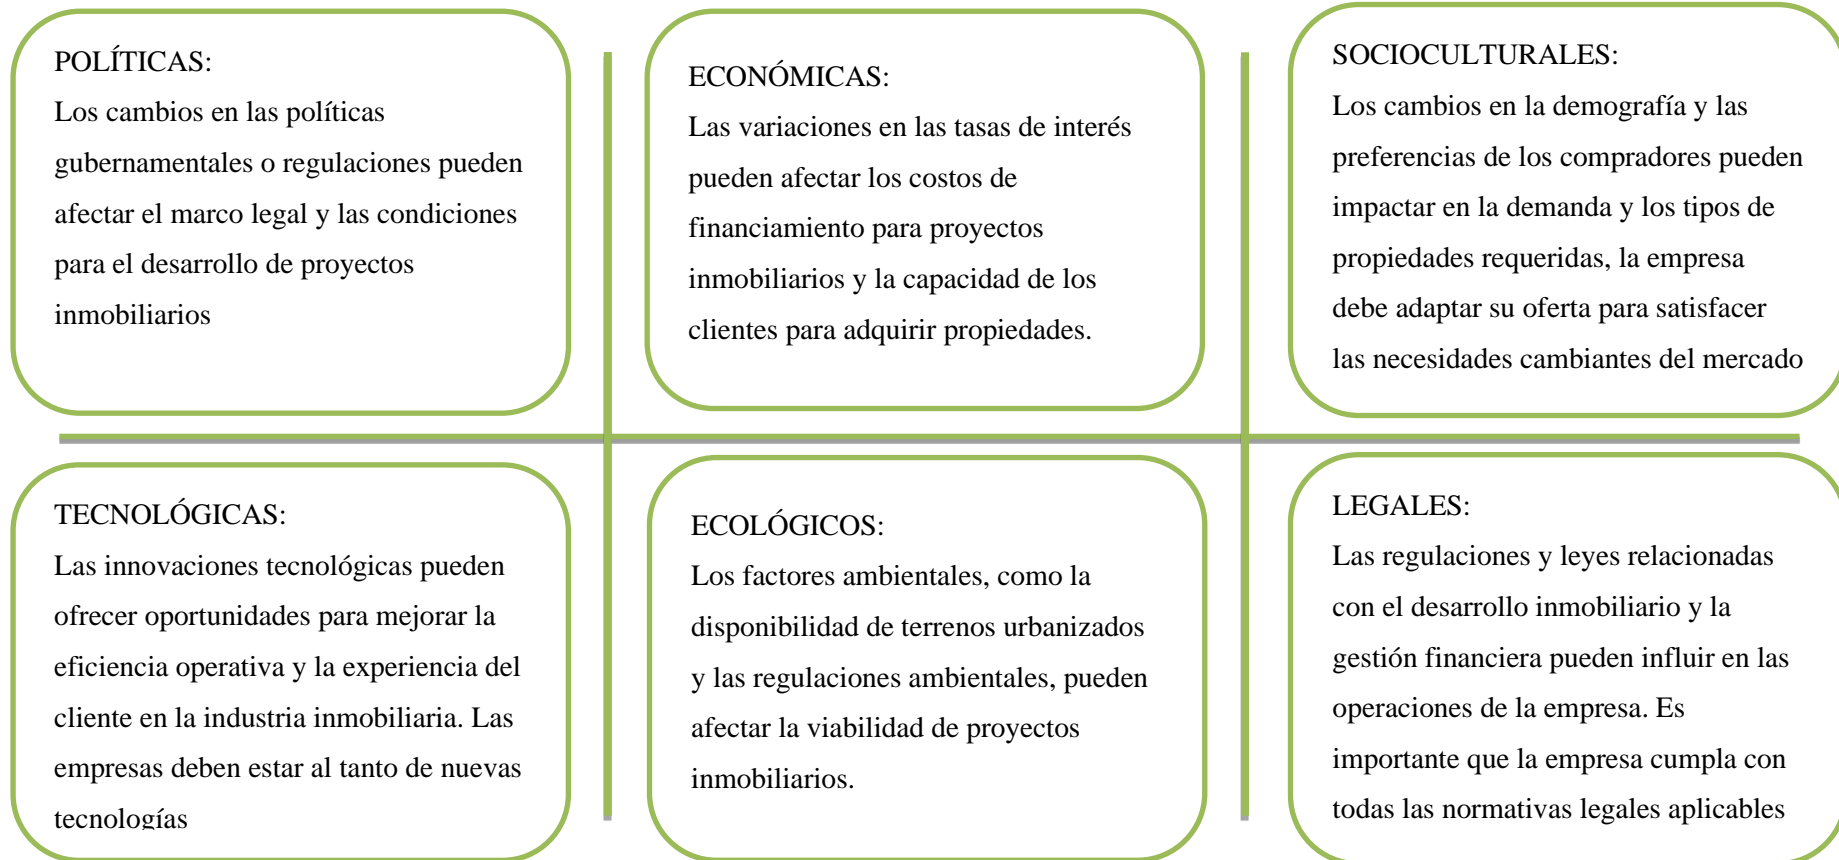 POLÍTICAS:
Los cambios en las políticas
gubernamentales o regulaciones pueden
afectar el marco legal y las condiciones
para el desarrollo de proyectos
inmobiliarios
ECONÓMICAS:
Las variaciones en las tasas de interés
pueden afectar los costos de
financiamiento para proyectos
inmobiliarios y la capacidad de los
clientes para adquirir propiedades.
SOCIOCULTURALES:
Los cambios en la demografía y las
preferencias de los compradores pueden
impactar en la demanda y los tipos de
propiedades requeridas, la empresa
debe adaptar su oferta para satisfacer
las necesidades cambiantes del mercado
TECNOLÓGICAS:
Las innovaciones tecnológicas pueden
ofrecer oportunidades para mejorar la
eficiencia operativa y la experiencia del
cliente en la industria inmobiliaria. Las
empresas deben estar al tanto de nuevas
tecnologías
ECOLÓGICOS:
Los factores ambientales, como la
disponibilidad de terrenos urbanizados
y las regulaciones ambientales, pueden
afectar la viabilidad de proyectos
inmobiliarios.
LEGALES:
Las regulaciones y leyes relacionadas
con el desarrollo inmobiliario y la
gestión financiera pueden influir en las
operaciones de la empresa. Es
importante que la empresa cumpla con
todas las normativas legales aplicables